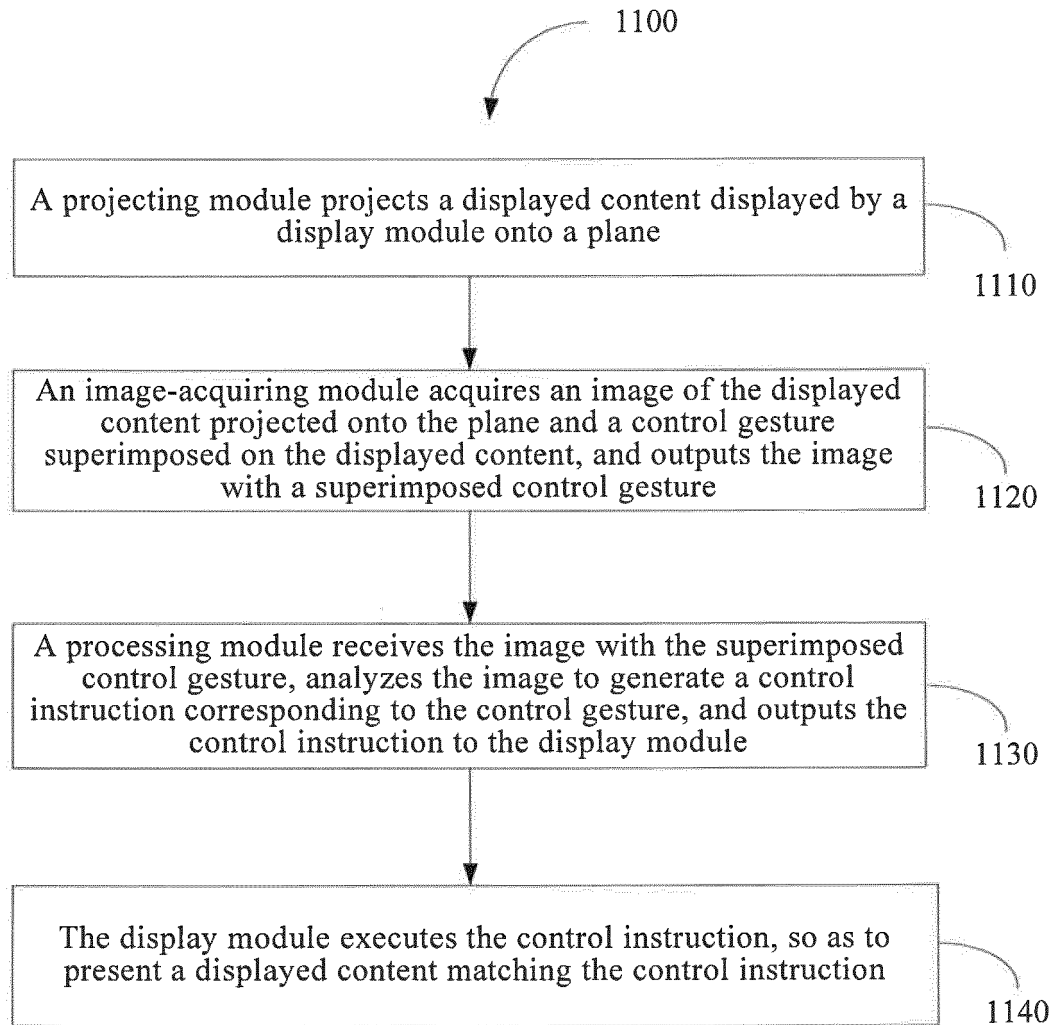 1100
A projecting module projects a displayed content displayed by a
display module onto a plane
1110
An image-acquiring module acquires an image of the displayed
content projected onto the plane and a control gesture
superimposed on the displayed content, and outputs the image
with a superimposed control gesture
1120
A processing module receives the image with the superimposed
control gesture, analyzes the image to generate a control
instruction corresponding to the control gesture, and outputs the
control instruction to the display module
1130
The display module executes the control instruction, so as to
present a displayed content matching the control instruction
1140